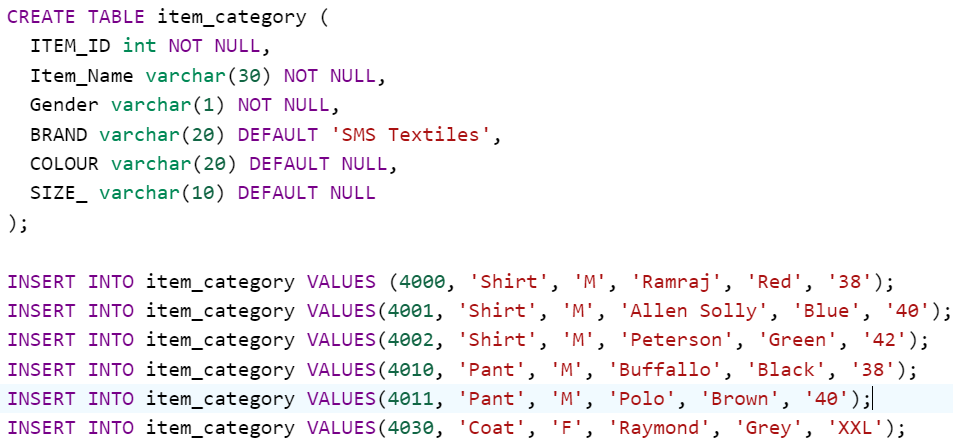 CREATE TABLE item_category (
ITEM_ID int NOT NULL,
Item_Name varchar(30) NOT NULL,
Gender varchar(1) NOT NULL,
BRAND varchar(20) DEFAULT 'SMS Textiles',
COLOUR varchar(20) DEFAULT NULL,
SIZE_ varchar(10) DEFAULT NULL
);
INSERT INTO item_category VALUES (4000, 'Shirt', 'M', 'Ramraj', 'Red', '38');
INSERT INTO item_category VALUES(4001, 'Shirt', 'M', 'Allen Solly', 'Blue', '40');
INSERT INTO item_category VALUES(4002, 'Shirt', 'M', 'Peterson', 'Green', '42');
INSERT INTO item_category VALUES(4010, 'Pant', 'M', 'Buffallo', 'Black', '38');
INSERT INTO item_category VALUES(4011, 'Pant', 'M', 'Polo', 'Brown', '40');
INSERT INTO item_category VALUES(4030, 'Coat', 'F', 'Raymond', 'Grey', 'XXL');